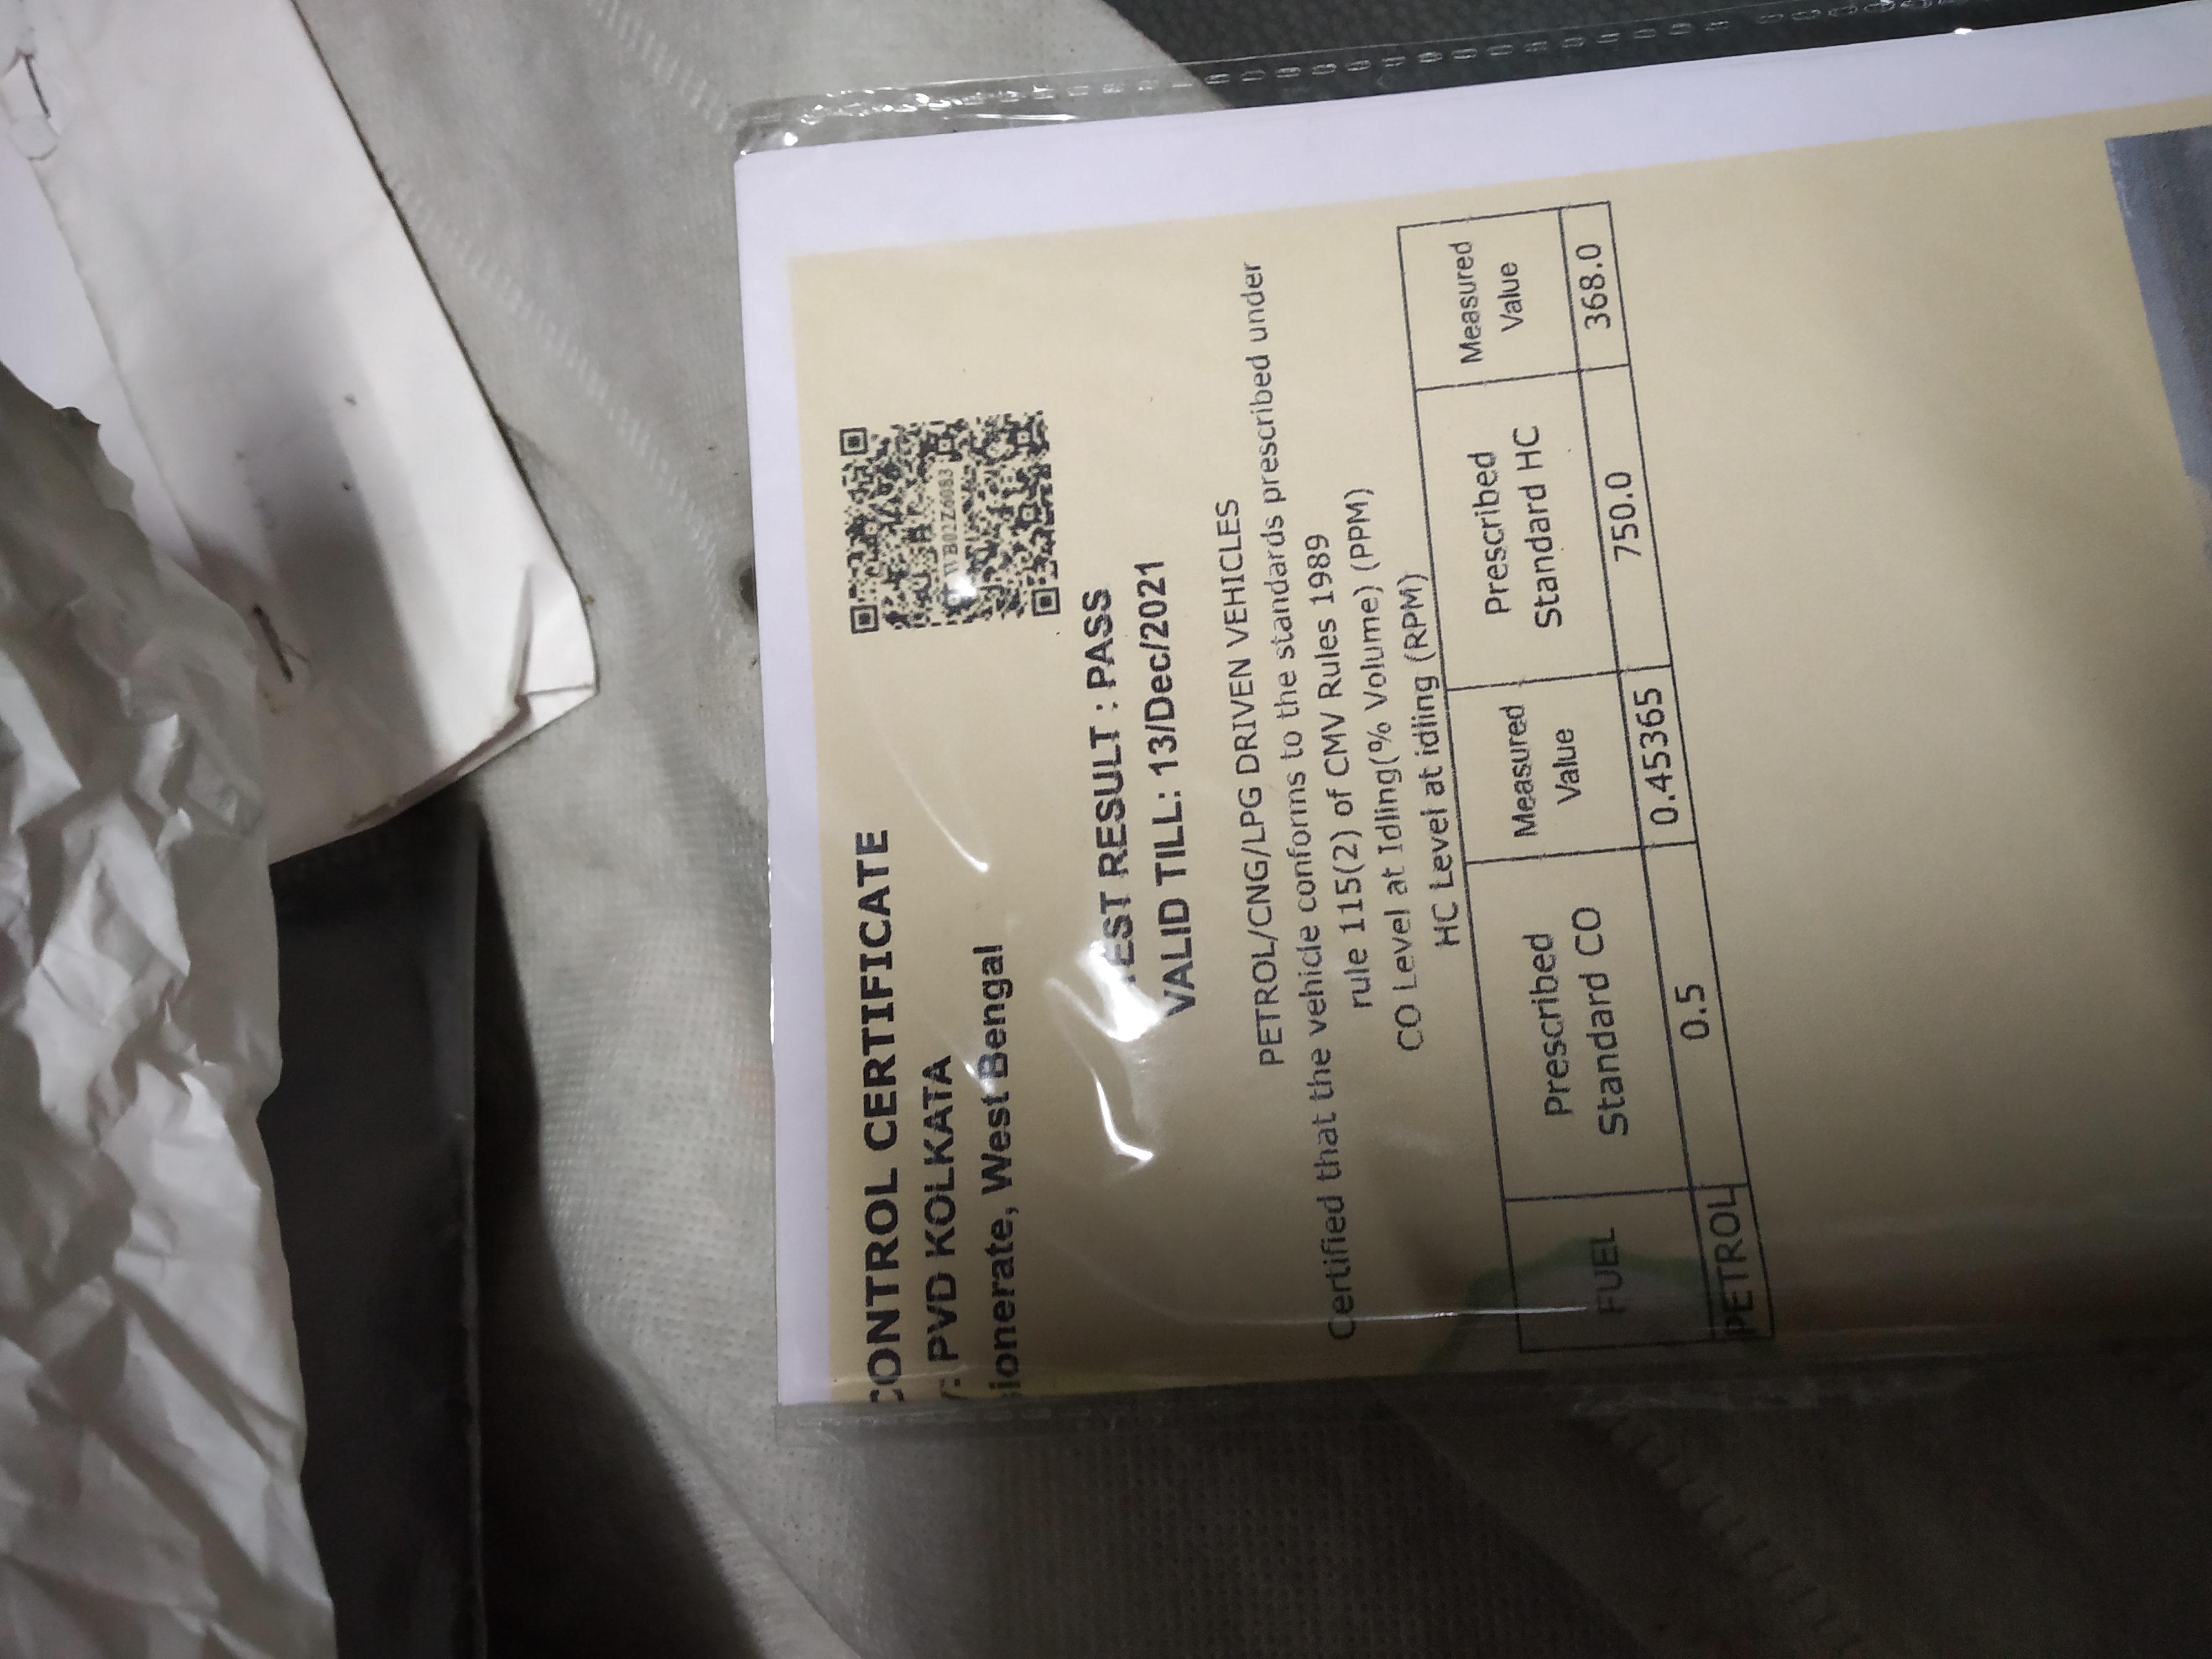 CONTROL CERTIFICATE
y: PVD KOLKATA
sionerate, West Bengal
WB02Z6083
TEST RESULT : PASS
VALID TILL: 13/Dec/2021
PETROL/CNG/LPG DRIVEN VEHICLES
Certified that the vehicle conforms to the standards prescribed under
rule 115(2) of CMV Rules 1989
CO Level at Idling(% Volume) (PPM)
HC Level at idling (RPM)
FUEL Prescribed Standard CO Measured Value Prescribed Standard HC Measured Value
PETROL 0.5 0.45365 750.0 368.0